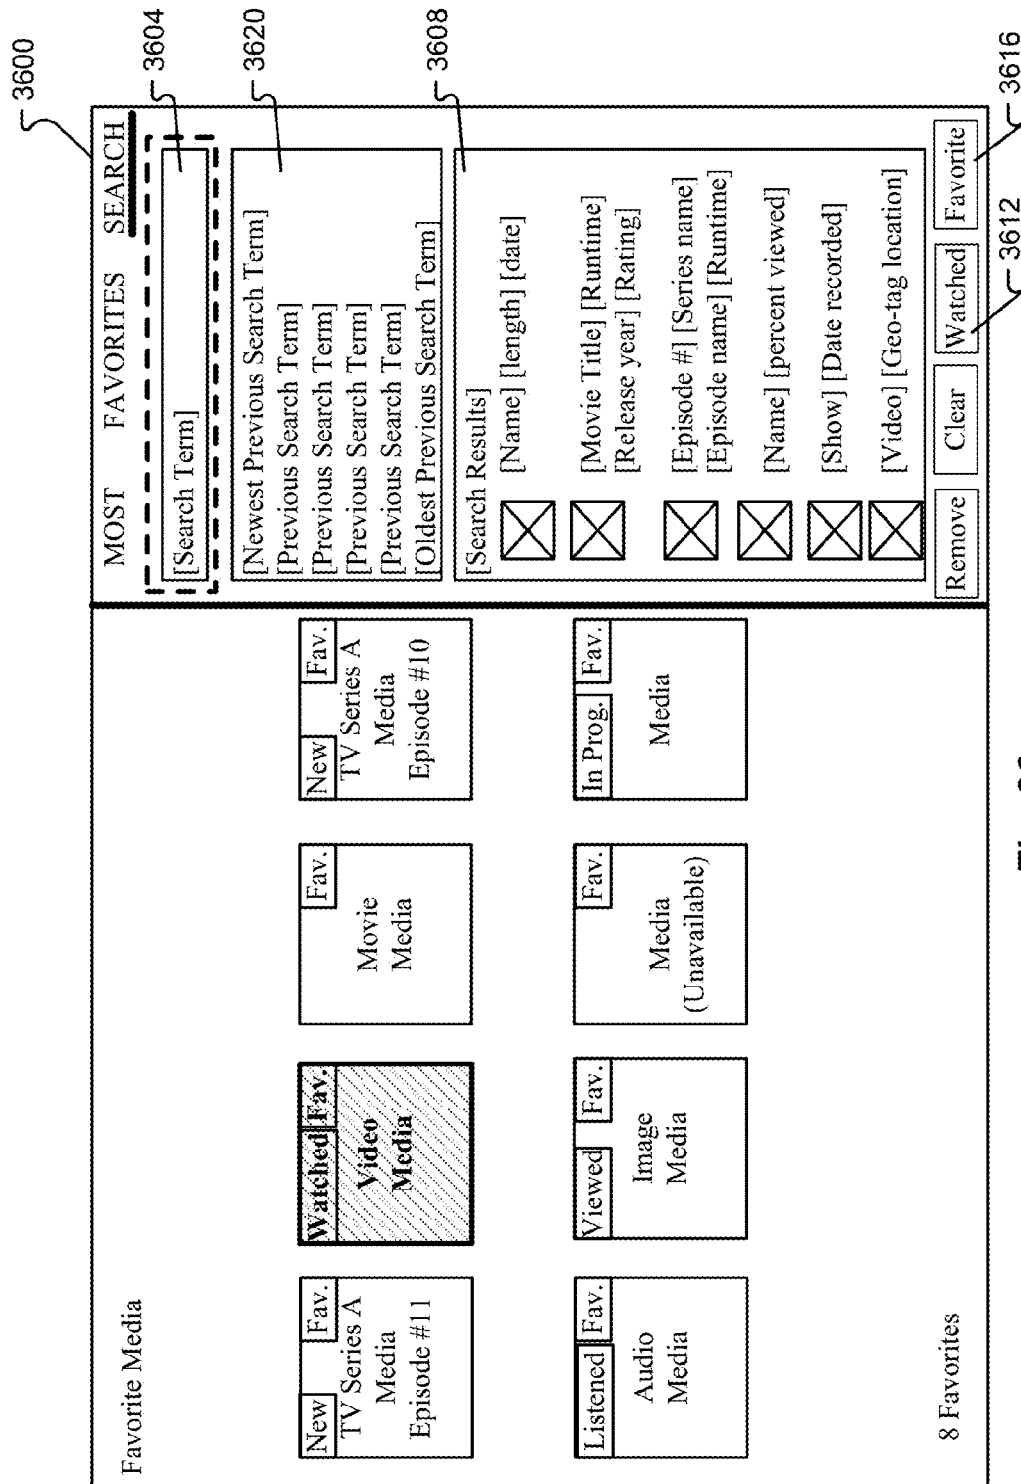 3600
Favorite Media
MOST
FAVORITES
SEARCH
3604
[Search Term]
3620
[Newest Previous Search Term]
[Previous Search Term]
[Previous Search Term]
[Previous Search Term]
[Previous Search Term]
[Oldest Previous Search Term]
3608
[Search Results]
[Name] [length] [date]
[Movie Title] [Runtime]
[Release year] [Rating]
[Episode #] [Series name]
[Episode name] [Runtime]
[Name] [percent viewed]
[Show] [Date recorded]
[Video] [Geo-tag location]
Remove
Clear
Watched
Favorite
3612
3616
New
Fav.
TV Series A
Media
Episode #11
Watched
Fav.
Video
Media
Fav.
Movie
Media
New
Fav.
TV Series A
Media
Episode #10
Listened
Fav.
Audio
Media
Viewed
Fav.
Image
Media
Fav.
Media
(Unavailable)
In Prog.
Fav.
Media
8 Favorites